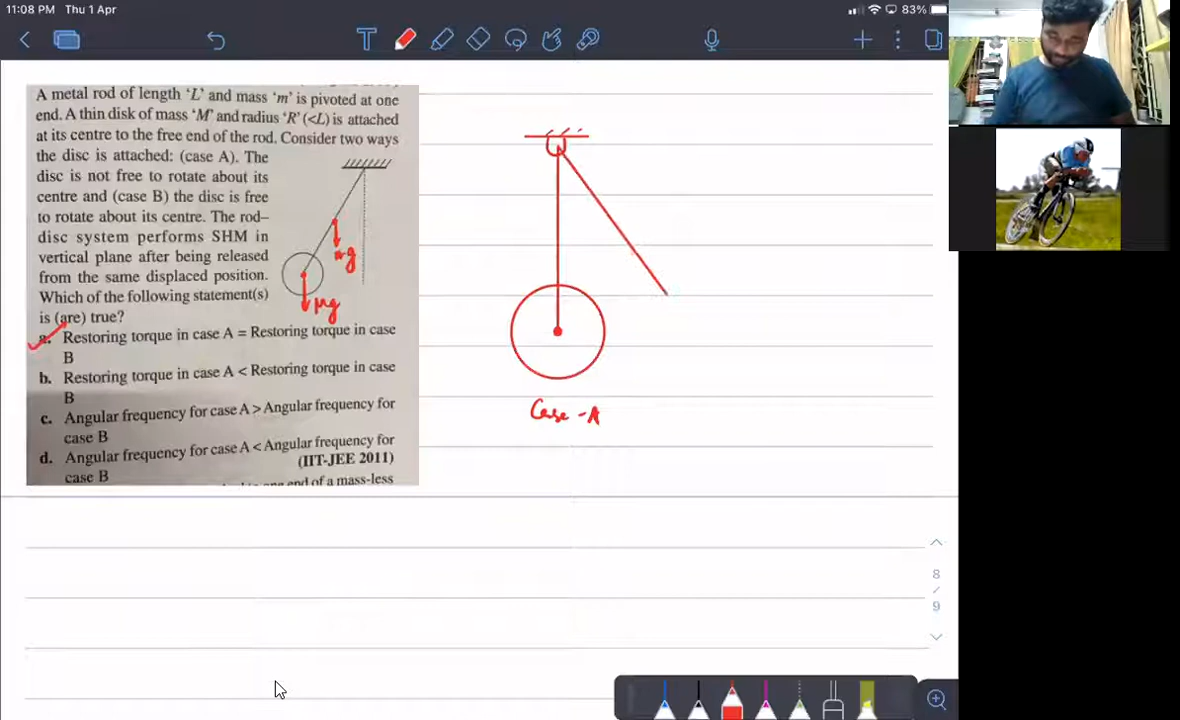 11:08 PM Thu 1 Apr
83%
A metal rod of length 'L' and mass 'm' is pivoted at one
end. A thin disk of mass 'M' and radius 'R' (<L) is attached
at its centre to the free end of the rod. Consider two ways
the disc is attached: (case A). The
disc is not free to rotate about its
centre and (case B) the disc is free
to rotate about its centre. The rod–
disc system performs SHM in
vertical plane after being released
from the same displaced position.
Which of the following statement(s)
is (are) true?
mg
Mg
a. Restoring torque in case A = Restoring torque in case
B
b. Restoring torque in case A < Restoring torque in case
B
c. Angular frequency for case A > Angular frequency for
case B
d. Angular frequency for case A < Angular frequency for
case B
(IIT-JEE 2011)
one end of a mass-less
Case - A
T
8
9